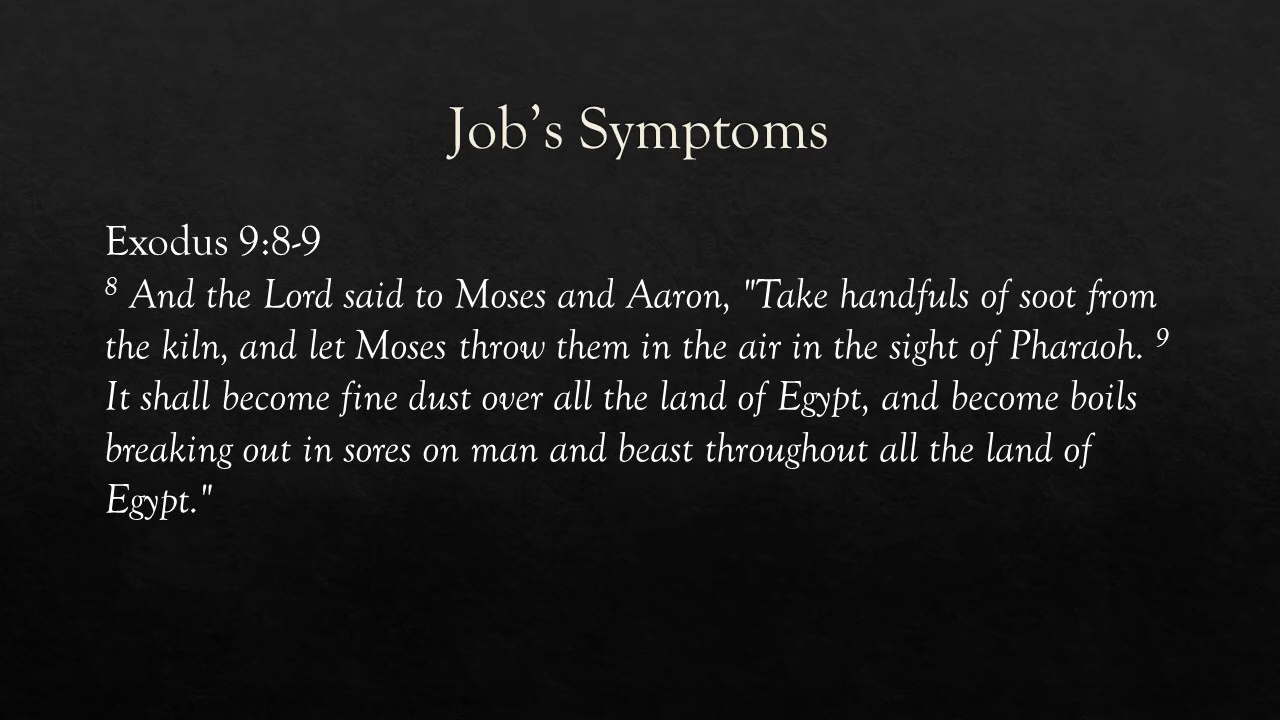 Job’s Symptoms
Exodus 9:8-9
8 And the Lord said to Moses and Aaron, "Take handfuls of soot from
the kiln, and let Moses throw them in the air in the sight of Pharaoh. 9
It shall become fine dust over all the land of Egypt, and become boils
breaking out in sores on man and beast throughout all the land of
Egypt."